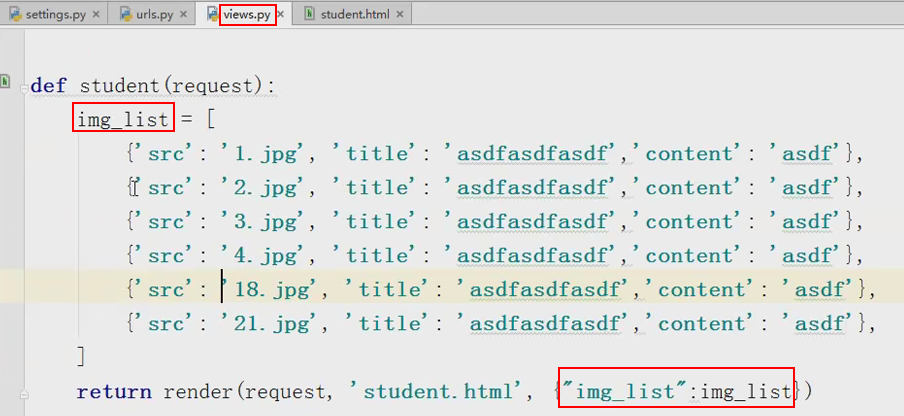 settings.py × urls.py × views.py × student.html ×
def student(request):
img_list = [
{'src': '1.jpg', 'title': 'asdfasdfasdf','content': 'asdf'},
{'src': '2.jpg', 'title': 'asdfasdfasdf','content': 'asdf'},
{'src': '3.jpg', 'title': 'asdfasdfasdf','content': 'asdf'},
{'src': '4.jpg', 'title': 'asdfasdfasdf','content': 'asdf'},
{'src': '18.jpg', 'title': 'asdfasdfasdf','content': 'asdf'},
{'src': '21.jpg', 'title': 'asdfasdfasdf','content': 'asdf'},
]
return render(request, 'student.html', {"img_list":img_list})